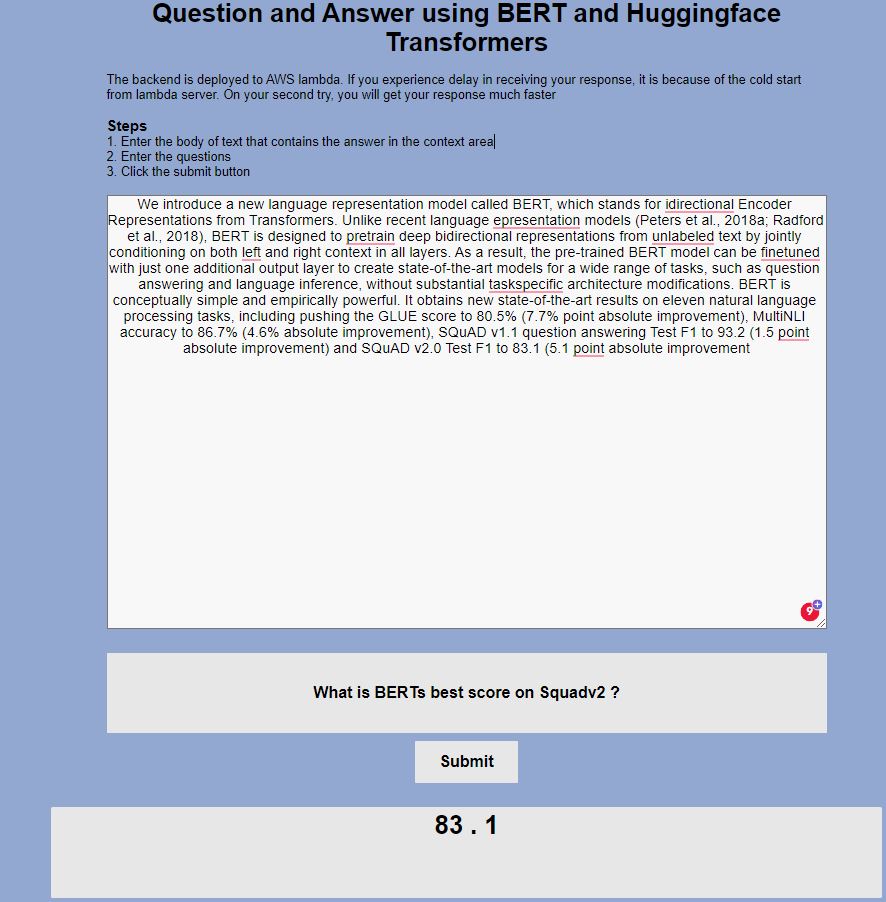 Question and Answer using BERT and Huggingface
Transformers
The backend is deployed to AWS lambda. If you experience delay in receiving your response, it is because of the cold start
from lambda server. On your second try, you will get your response much faster
Steps
1. Enter the body of text that contains the answer in the context area
2. Enter the questions
3. Click the submit button
We introduce a new language representation model called BERT, which stands for idirectional Encoder
Representations from Transformers. Unlike recent language epresentation models (Peters et al., 2018a; Radford
et al., 2018), BERT is designed to pretrain deep bidirectional representations from unlabeled text by jointly
conditioning on both left and right context in all layers. As a result, the pre-trained BERT model can be finetuned
with just one additional output layer to create state-of-the-art models for a wide range of tasks, such as question
answering and language inference, without substantial taskspecific architecture modifications. BERT is
conceptually simple and empirically powerful. It obtains new state-of-the-art results on eleven natural language
processing tasks, including pushing the GLUE score to 80.5% (7.7% point absolute improvement), MultiNLI
accuracy to 86.7% (4.6% absolute improvement), SQuAD v1.1 question answering Test F1 to 93.2 (1.5 point
absolute improvement) and SQuAD v2.0 Test F1 to 83.1 (5.1 point absolute improvement
9+
What is BERTs best score on Squadv2 ?
Submit
83 . 1